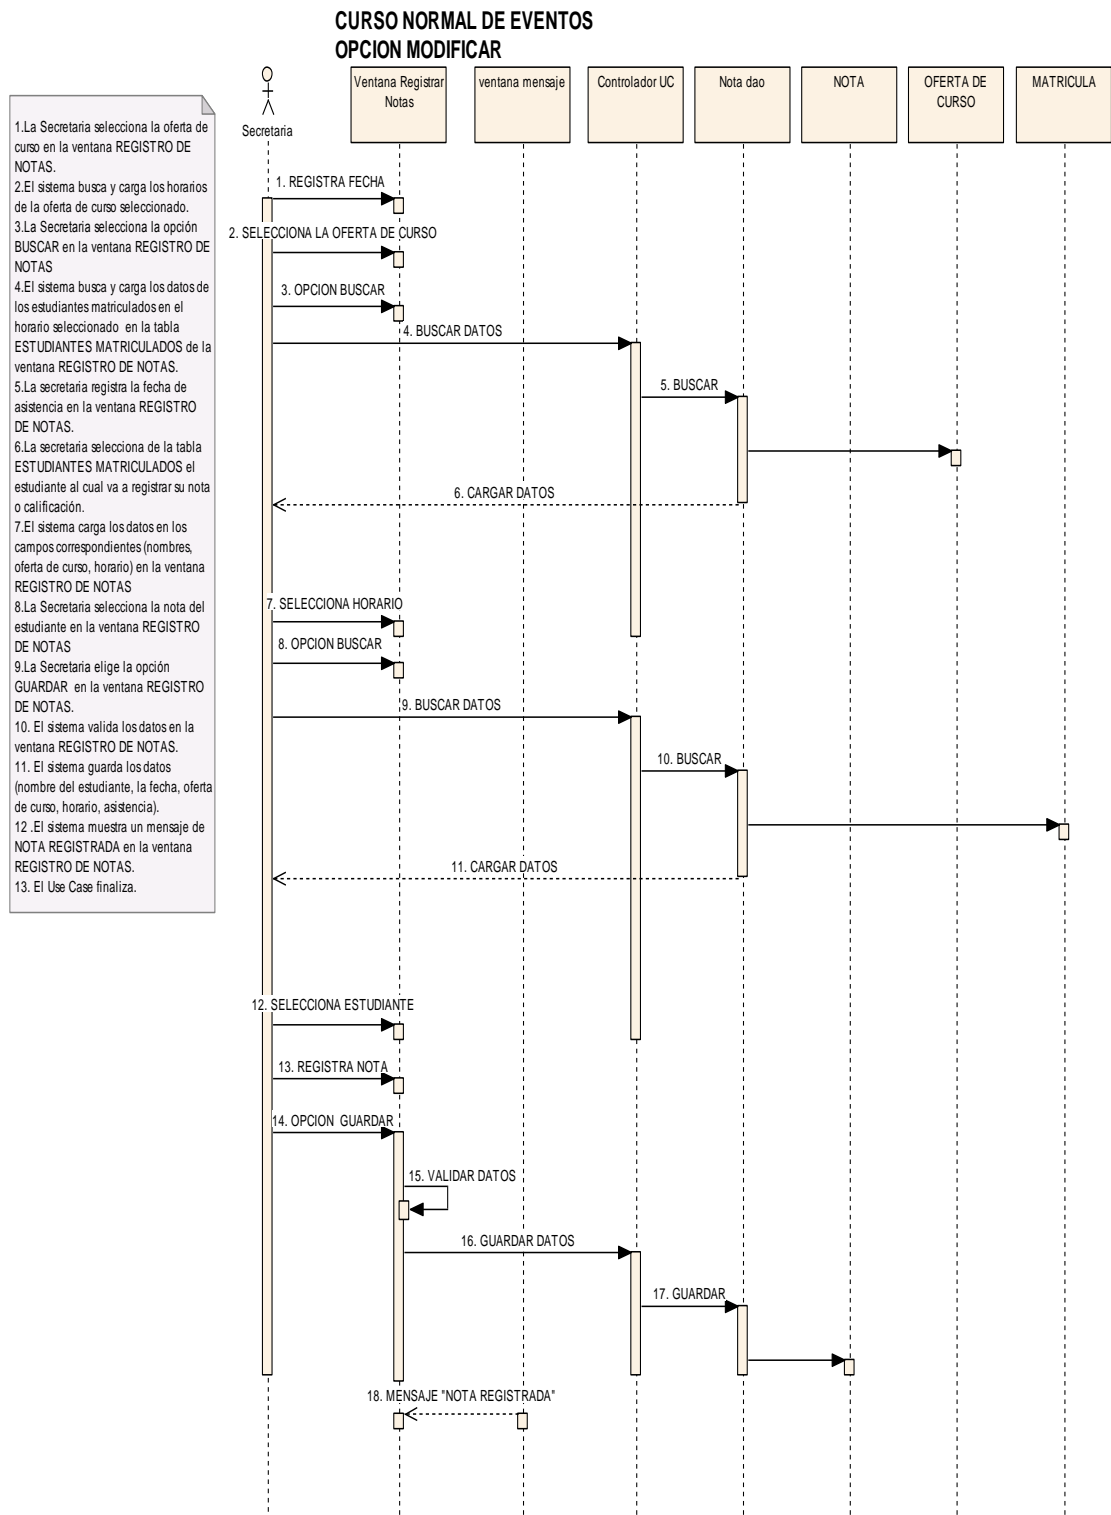 CURSO NORMAL DE EVENTOS
OPCION MODIFICAR
Secretaria
Ventana Registrar
Notas
ventana mensaje
Controlador UC
Nota dao
NOTA
OFERTA DE
CURSO
MATRICULA
1.La Secretaria selecciona la oferta de
curso en la ventana REGISTRO DE
NOTAS.
2.El sistema busca y carga los horarios
de la oferta de curso seleccionado.
3.La Secretaria selecciona la opción
BUSCAR en la ventana REGISTRO DE
NOTAS
4.El sistema busca y carga los datos de
los estudiantes matriculados en el
horario seleccionado en la tabla
ESTUDIANTES MATRICULADOS de la
ventana REGISTRO DE NOTAS.
5.La secretaria registra la fecha de
asistencia en la ventana REGISTRO
DE NOTAS.
6.La secretaria selecciona de la tabla
ESTUDIANTES MATRICULADOS el
estudiante al cual va a registrar su nota
o calificación.
7.El sistema carga los datos en los
campos correspondientes (nombres,
oferta de curso, horario) en la ventana
REGISTRO DE NOTAS
8.La Secretaria selecciona la nota del
estudiante en la ventana REGISTRO
DE NOTAS
9.La Secretaria elige la opción
GUARDAR en la ventana REGISTRO
DE NOTAS.
10. El sistema valida los datos en la
ventana REGISTRO DE NOTAS.
11. El sistema guarda los datos
(nombre del estudiante, la fecha, oferta
de curso, horario, asistencia).
12 .El sistema muestra un mensaje de
NOTA REGISTRADA en la ventana
REGISTRO DE NOTAS.
13. El Use Case finaliza.
1. REGISTRA FECHA
2. SELECCIONA LA OFERTA DE CURSO
3. OPCION BUSCAR
4. BUSCAR DATOS
5. BUSCAR
6. CARGAR DATOS
7. SELECCIONA HORARIO
8. OPCION BUSCAR
9. BUSCAR DATOS
10. BUSCAR
11. CARGAR DATOS
12. SELECCIONA ESTUDIANTE
13. REGISTRA NOTA
14. OPCION GUARDAR
15. VALIDAR DATOS
16. GUARDAR DATOS
17. GUARDAR
18. MENSAJE "NOTA REGISTRADA"